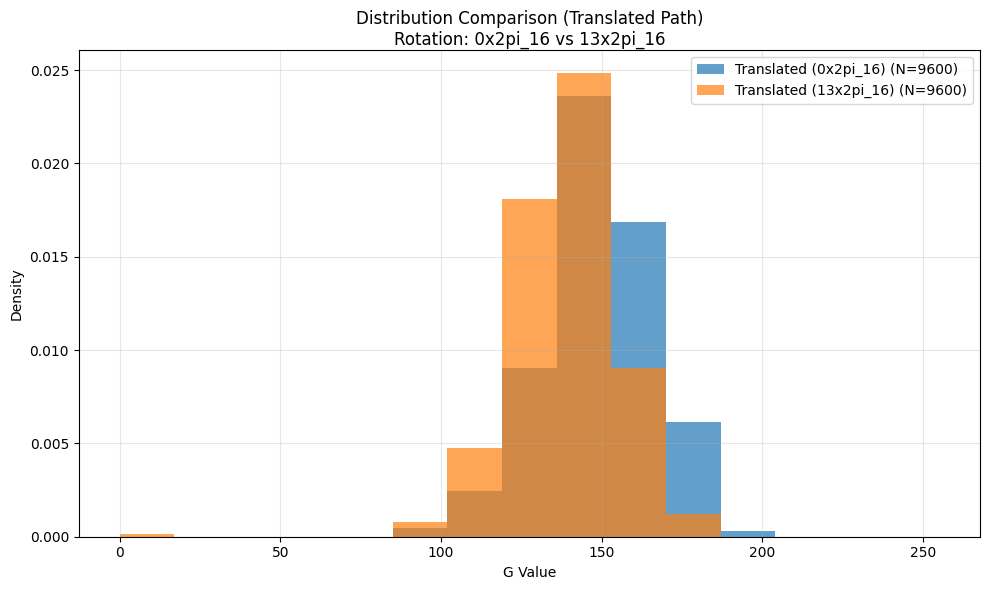 Distribution Comparison (Translated Path)
Rotation: 0x2pi_16 vs 13x2pi_16
Translated (0x2pi_16) (N=9600)
Translated (13x2pi_16) (N=9600)
Density
0.025
0.020
0.015
0.010
0.005
0.000
0 50 100 150 200 250
G Value